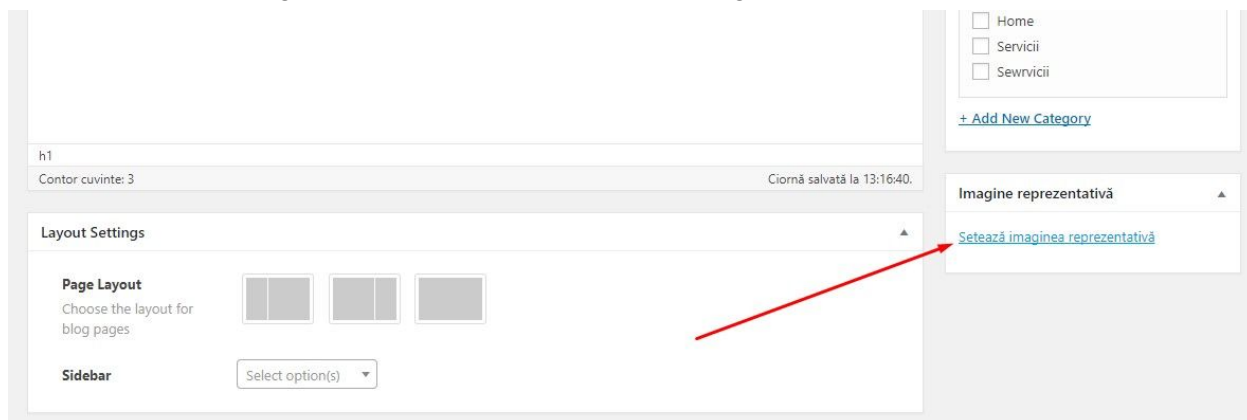 Home
Servicii
Sewrvicii
+ Add New Category
h1
Contor cuvinte: 3
Ciornă salvată la 13:16:40.
Imagine reprezentativă
Setează imaginea reprezentativă
Layout Settings
Page Layout
Choose the layout for
blog pages
Sidebar
Select option(s)